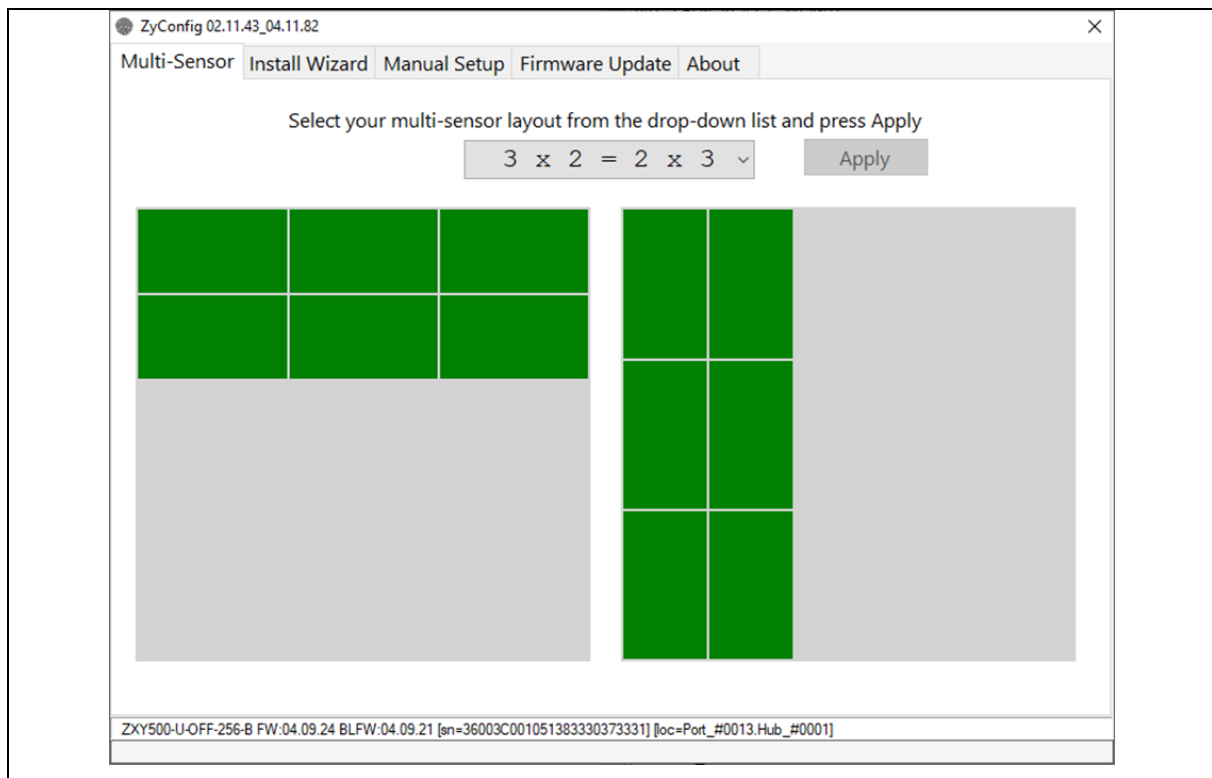 ZyConfig 02.11.43_04.11.82
Multi-Sensor Install Wizard Manual Setup Firmware Update About
Select your multi-sensor layout from the drop-down list and press Apply
3 x 2 = 2 x 3 Apply
ZXY500-U-OFF-256-B FW:04.09.24 BLFW:04.09.21 [sn=36003C001051383330373331] [loc=Port_#0013.Hub_#0001]